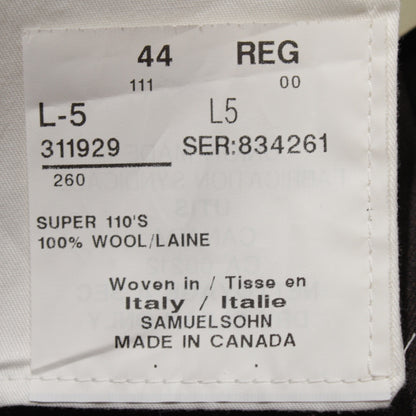 44 REG
111 00
L-5 L5
311929 SER:834261
260
SUPER 110'S
100% WOOL/LAINE
Woven in / Tisse en
Italy / Italie
SAMUELSOHN
MADE IN CANADA